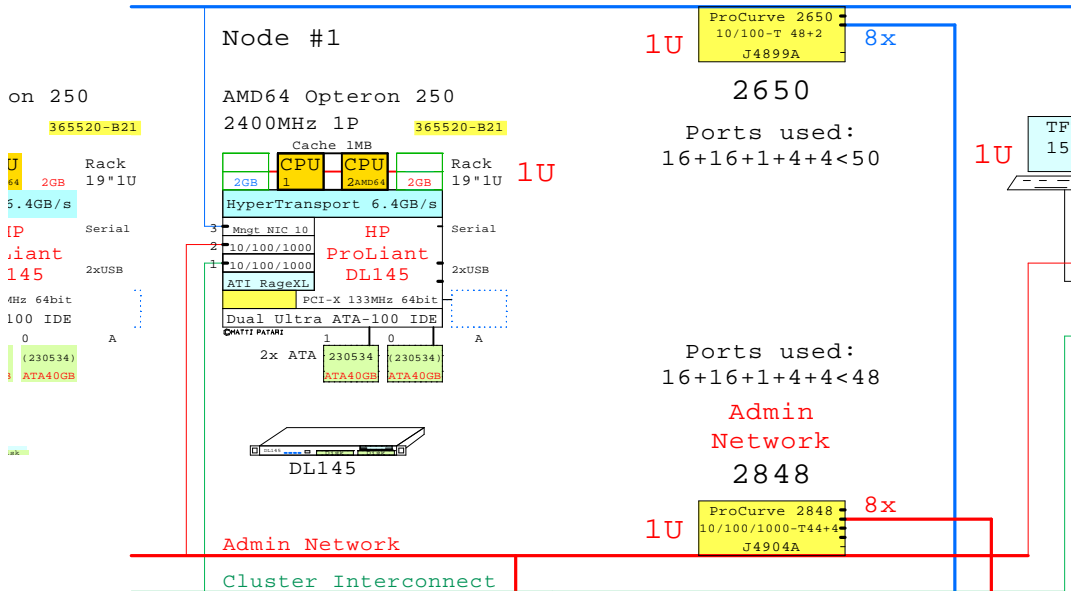 on 250
365520-B21
U
64
2GB
Rack
19"1U
6.4GB/s
HP
Liant
145
Serial
2xUSB
MHz 64bit
100 IDE
0
A
(230534)
ATA40GB
Node #1
AMD64 Opteron 250
2400MHz 1P
365520-B21
Cache 1MB
2GB
CPU
1
CPU
2AMD64
2GB
Rack
19"1U
1U
HyperTransport 6.4GB/s
3
Mngt NIC 10
HP
Serial
2
10/100/1000
ProLiant
1
10/100/1000
DL145
2xUSB
ATI RageXL
PCI-X 133MHz 64bit
Dual Ultra ATA-100 IDE
©MATTI PATARI
1
0
A
2x ATA
230534
(230534)
ATA40GB
ATA40GB
DL145
DL145
Admin Network
Cluster Interconnect
1U
ProCurve 2650
10/100-T 48+2
J4899A
8x
2650
Ports used:
16+16+1+4+4<50
1U
TF
15
Ports used:
16+16+1+4+4<48
Admin
Network
2848
1U
ProCurve 2848
10/100/1000-T44+4
J4904A
8x